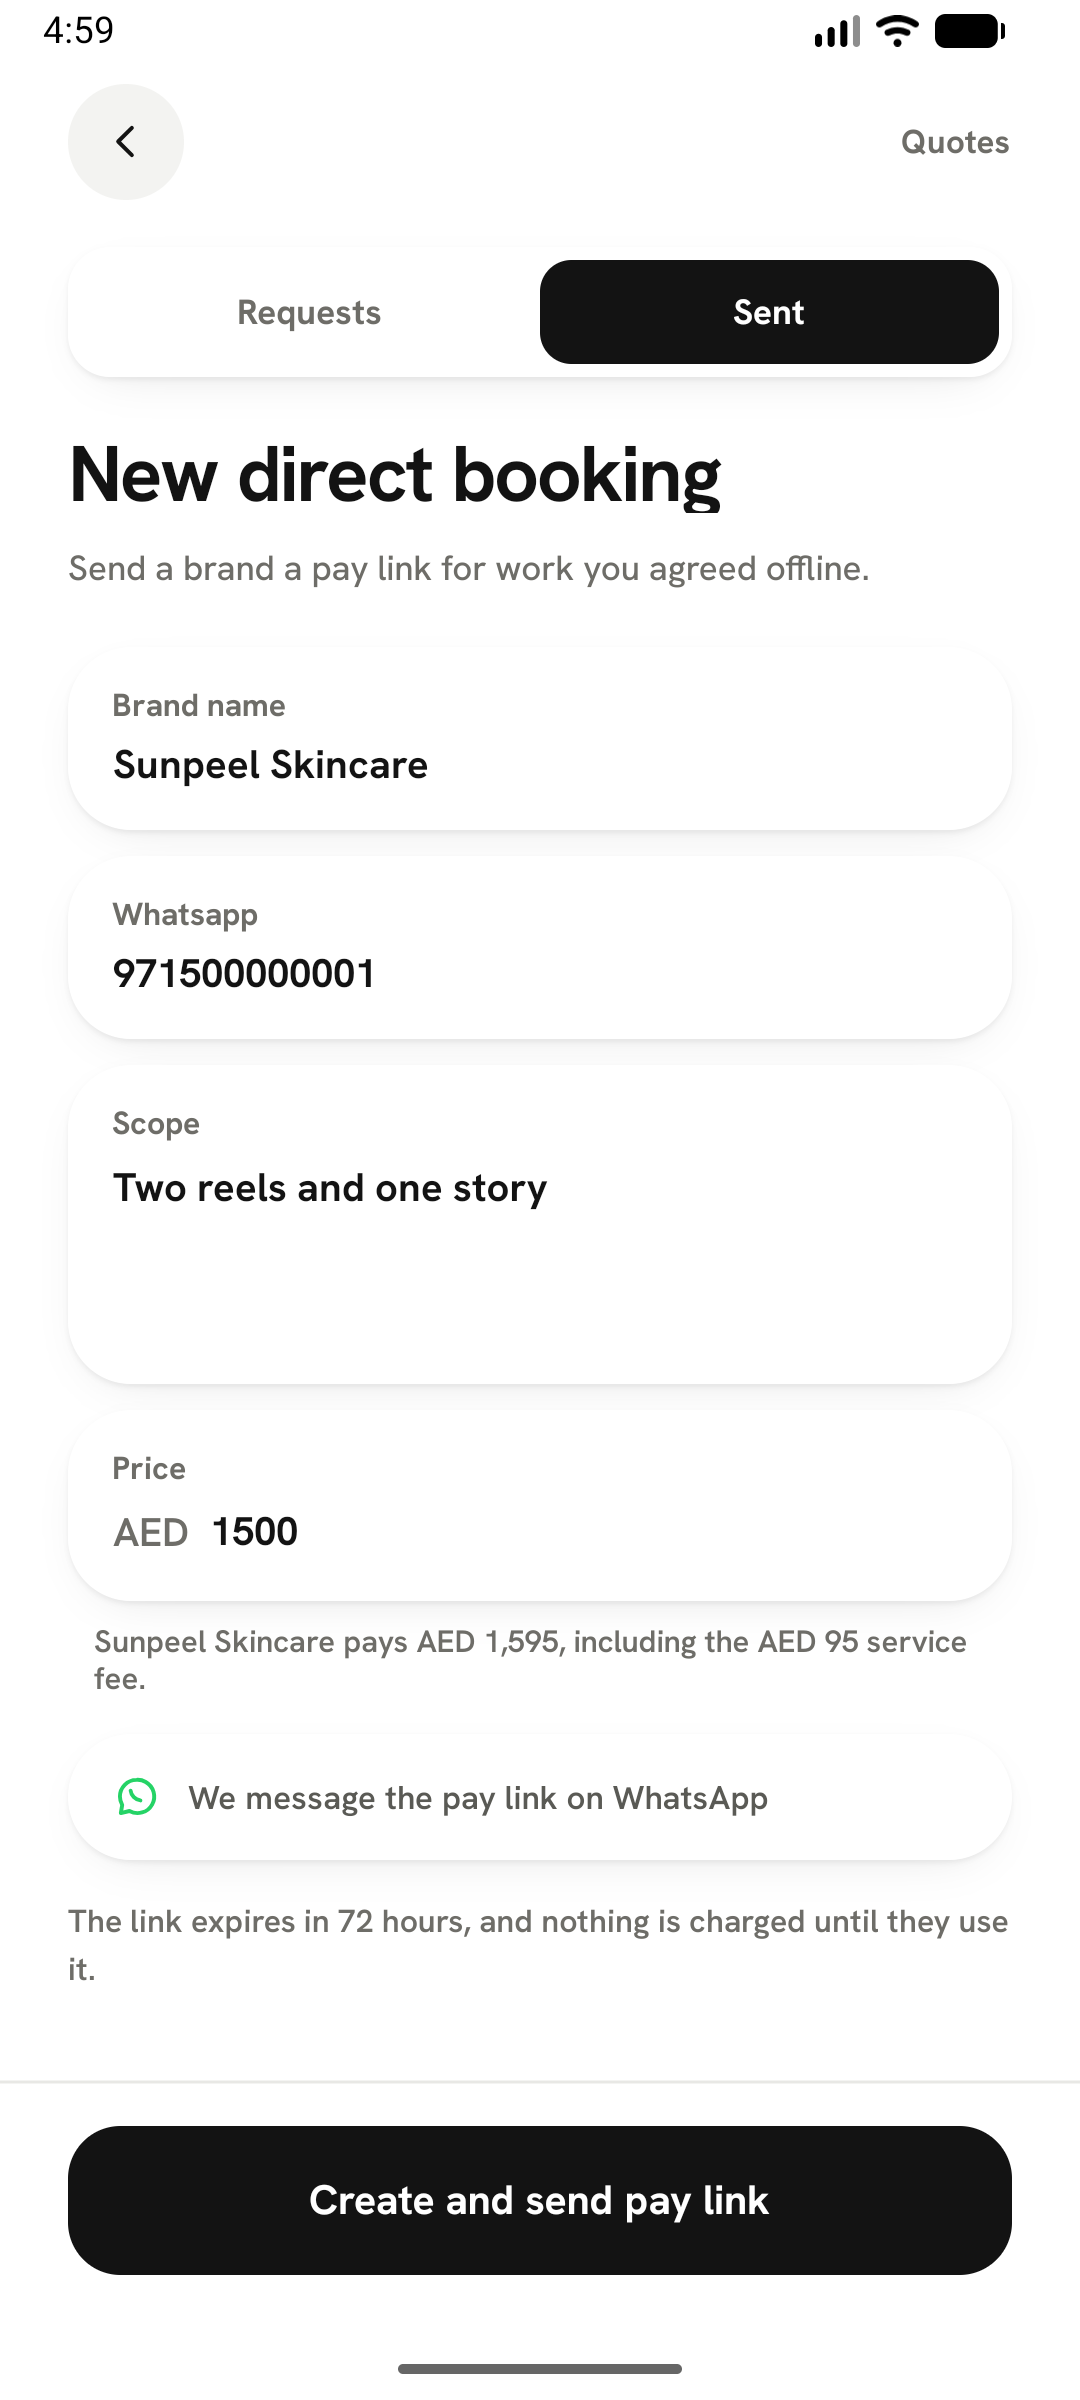 4:59
Quotes
Requests
Sent
New direct booking
Send a brand a pay link for work you agreed offline.
Brand name
Sunpeel Skincare
Whatsapp
971500000001
Scope
Two reels and one story
Price
AED 1500
Sunpeel Skincare pays AED 1,595, including the AED 95 service
fee.
We message the pay link on WhatsApp
The link expires in 72 hours, and nothing is charged until they use
it.
Create and send pay link